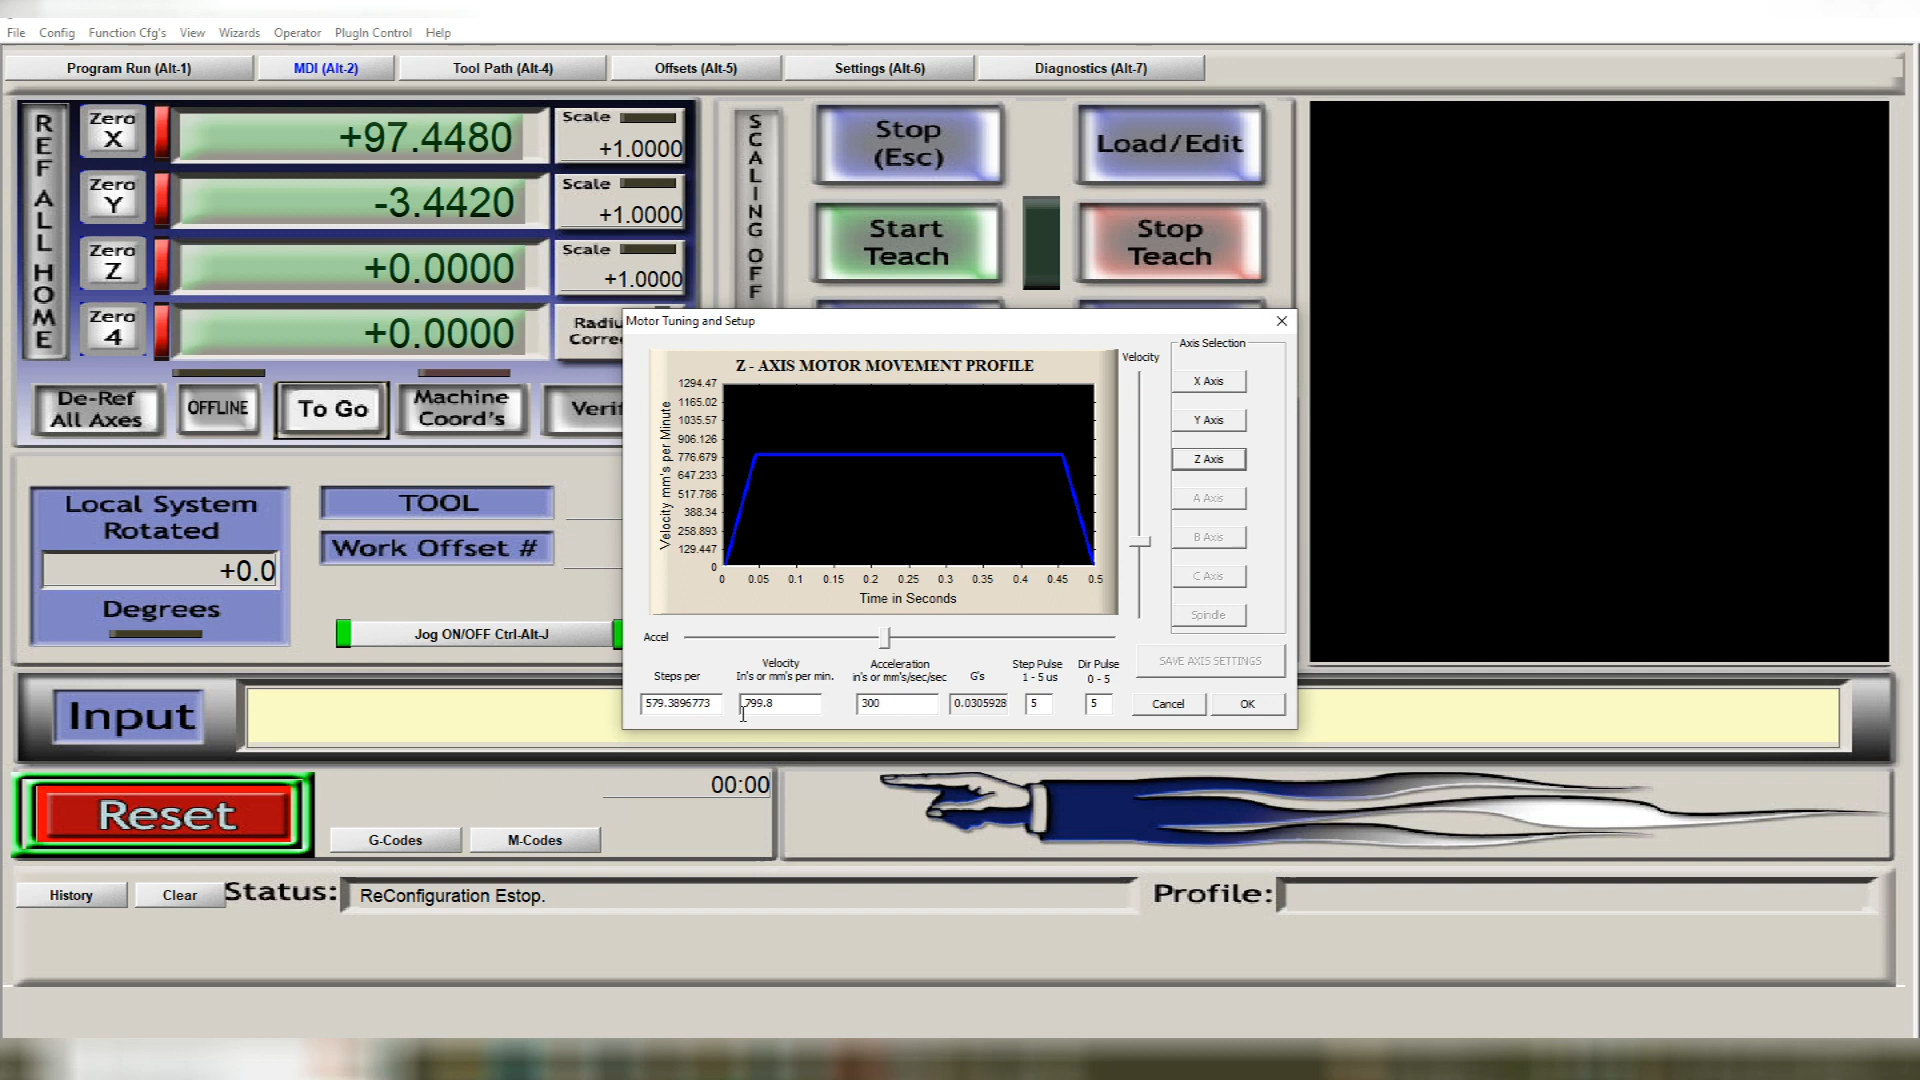 File Config Function Cfg's View Wizards Operator PlugIn Control Help
Program Run (Alt-1) MDI (Alt-2) Tool Path (Alt-4) Offsets (Alt-5) Settings (Alt-6) Diagnostics (Alt-7)
REF ALL HOME
Zero X +97.4480 Scale +1.0000
Zero Y -3.4420 Scale +1.0000
Zero Z +0.0000 Scale +1.0000
Zero 4 +0.0000
SCALING OFF
Stop (Esc) Load/Edit
Start Teach Stop Teach
De-Ref All Axes OFFLINE To Go Machine Coord's
Local System Rotated
+0.0
Degrees
TOOL
Work Offset #
Jog ON/OFF Ctrl-Alt-J
Motor Tuning and Setup
Z - AXIS MOTOR MOVEMENT PROFILE
Velocity mm's per Minute
1294.47
1165.02
1035.57
906.126
776.679
647.233
517.786
388.34
258.893
129.447
0
0 0.05 0.1 0.15 0.2 0.25 0.3 0.35 0.4 0.45 0.5
Time in Seconds
Velocity
Axis Selection
X Axis
Y Axis
Z Axis
A Axis
B Axis
C Axis
Spindle
Accel
Steps per
Velocity In's or mm's per min.
Acceleration in's or mm's/sec/sec
G's
Step Pulse 1 - 5 us
Dir Pulse 0 - 5
SAVE AXIS SETTINGS
579.3896773 799.8 300 0.0305928 5 5 Cancel OK
Input
Reset
00:00
G-Codes M-Codes
History Clear Status: ReConfiguration Estop. Profile: